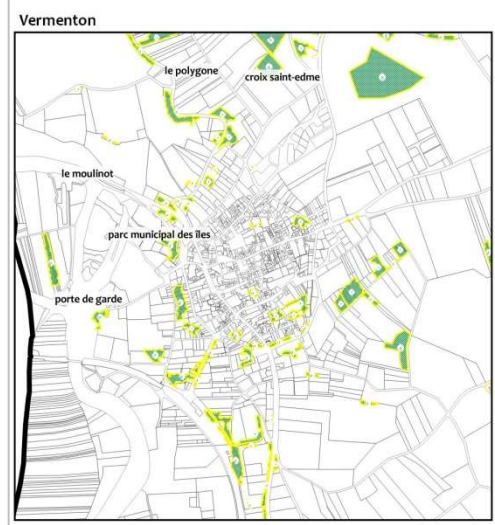 Vermenton
le polygone
croix saint-edme
le moulinot
parc municipal des îles
porte de garde